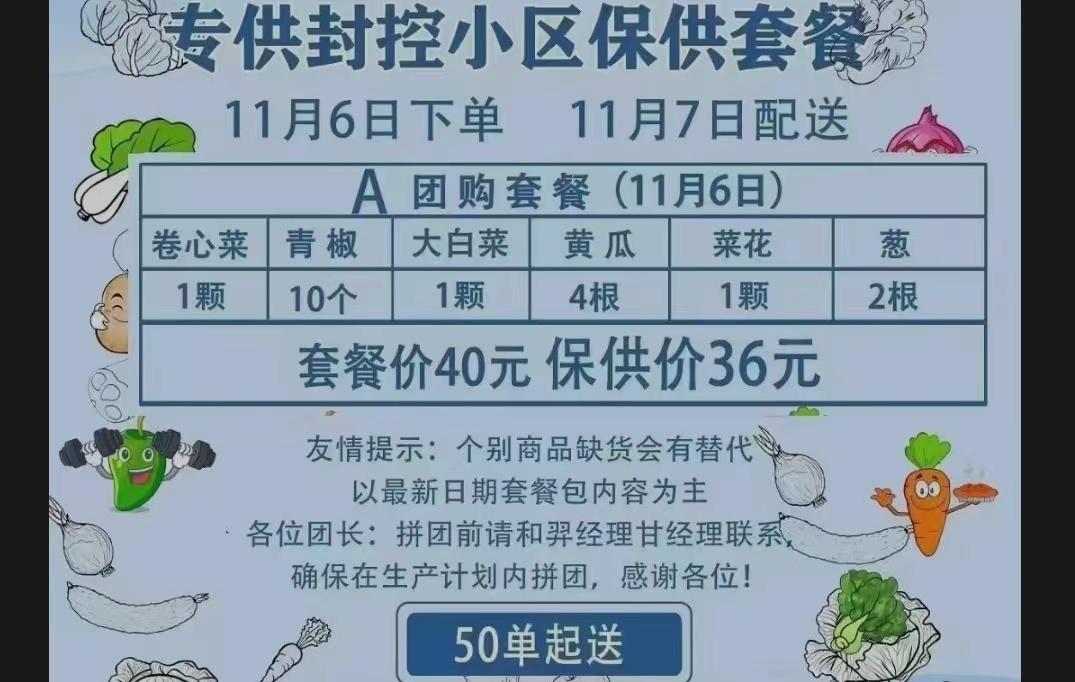 专供封控小区保供套餐
11月6日下单 11月7日配送
A 团购套餐（11月6日）
卷心菜 青椒 大白菜 黄瓜 菜花 葱
1颗 10个 1颗 4根 1颗 2根
套餐价40元 保供价36元
友情提示：个别商品缺货会有替代
以最新日期套餐包内容为主
各位团长：拼团前请和羿经理甘经理联系，
确保在生产计划内拼团，感谢各位！
50单起送